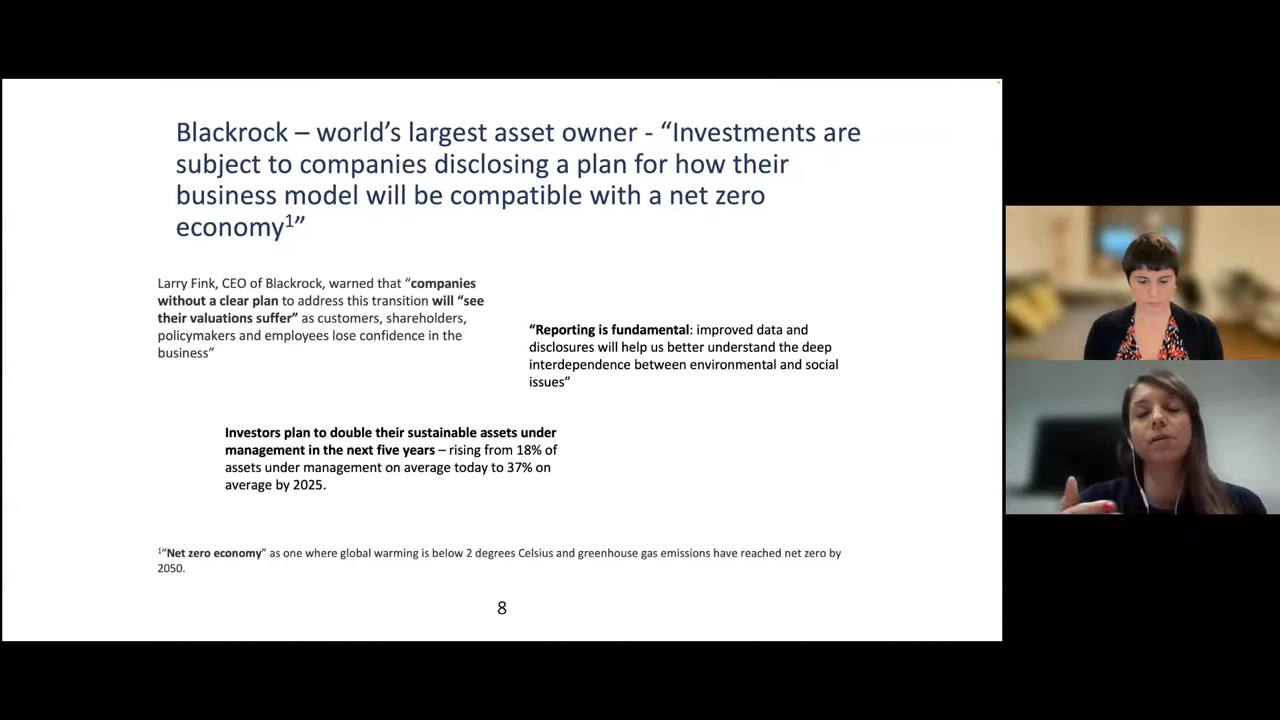 Blackrock – world's largest asset owner - “Investments are
subject to companies disclosing a plan for how their
business model will be compatible with a net zero
economy1”
Larry Fink, CEO of Blackrock, warned that “companies
without a clear plan to address this transition will “see
their valuations suffer” as customers, shareholders,
policymakers and employees lose confidence in the
business”
“Reporting is fundamental: improved data and
disclosures will help us better understand the deep
interdependence between environmental and social
issues”
Investors plan to double their sustainable assets under
management in the next five years – rising from 18% of
assets under management on average today to 37% on
average by 2025.
1“Net zero economy” as one where global warming is below 2 degrees Celsius and greenhouse gas emissions have reached net zero by
2050.
8